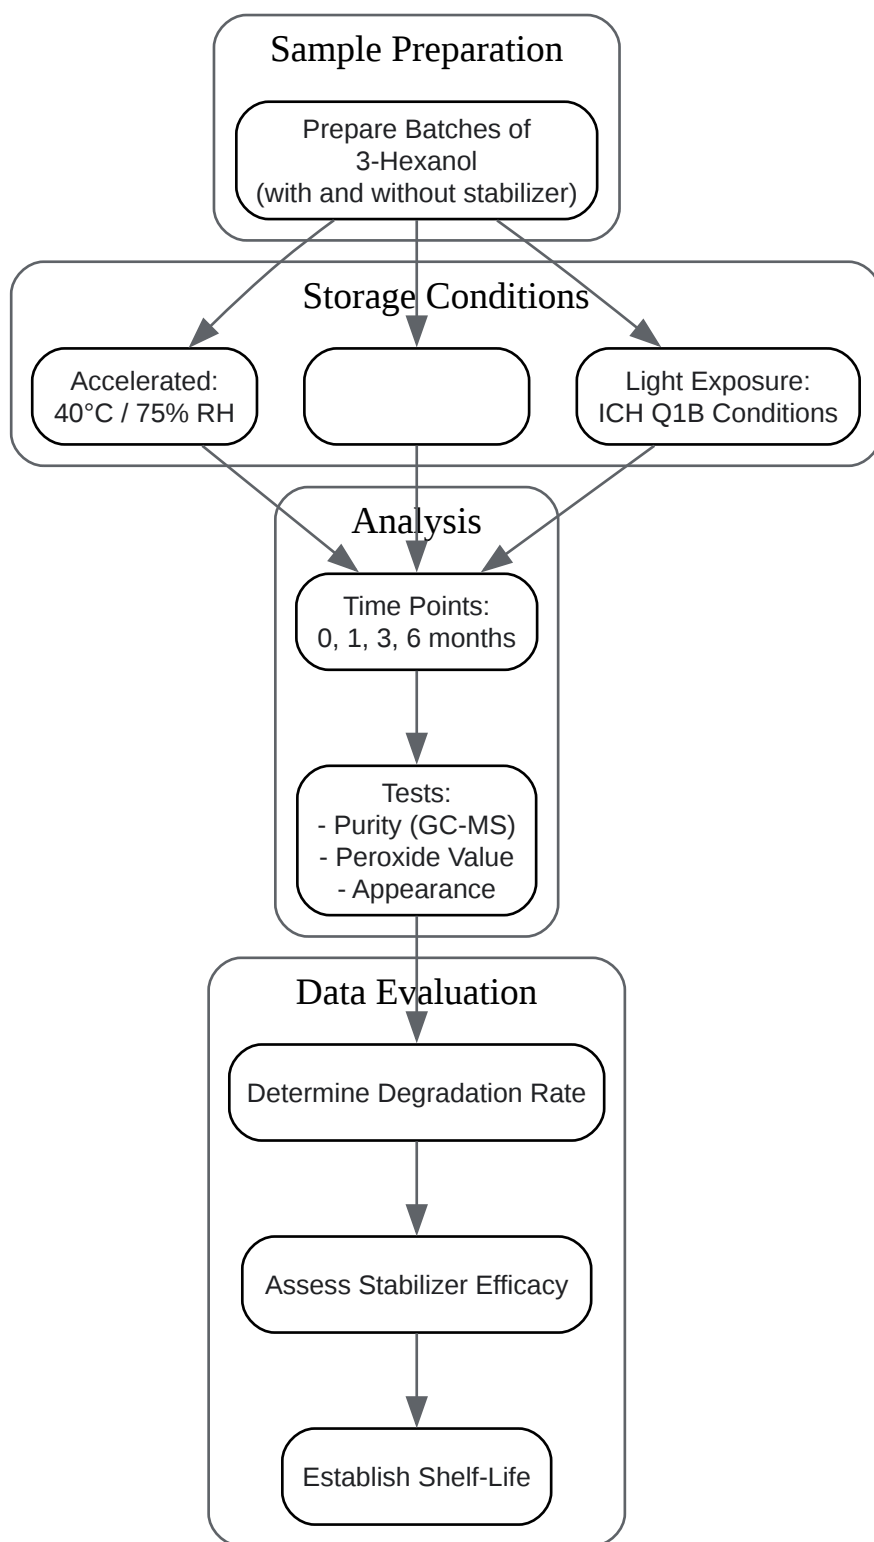 Sample Preparation
Prepare Batches of
3-Hexanol
(with and without stabilizer)
Storage Conditions
Accelerated:
40°C / 75% RH
Light Exposure:
ICH Q1B Conditions
Analysis
Time Points:
0, 1, 3, 6 months
Tests:
- Purity (GC-MS)
- Peroxide Value
- Appearance
Data Evaluation
Determine Degradation Rate
Assess Stabilizer Efficacy
Establish Shelf-Life